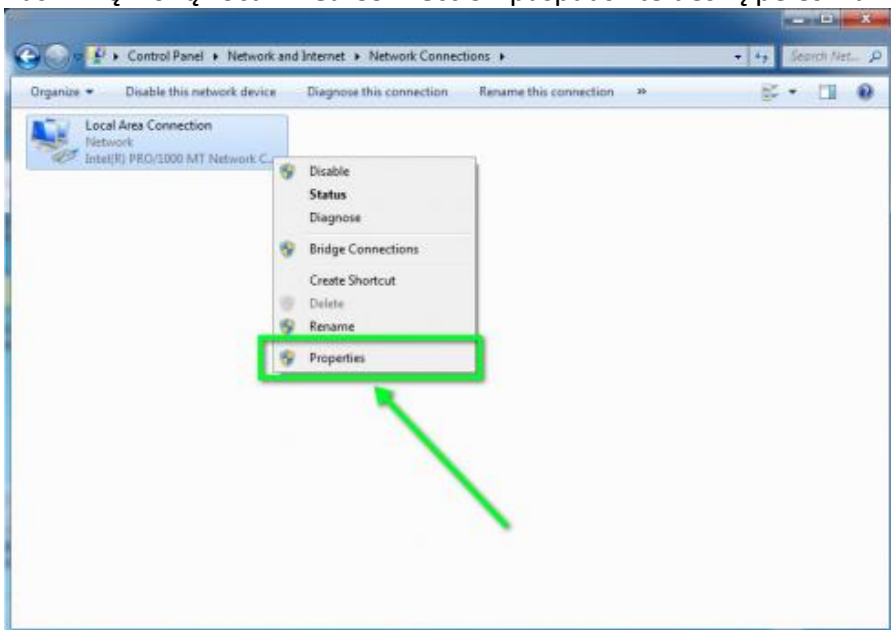 Control Panel ▸ Network and Internet ▸ Network Connections ▸
Search Net...
Organize
Disable this network device
Diagnose this connection
Rename this connection
»
Local Area Connection
Network
Intel(R) PRO/1000 MT Network C...
Disable
Status
Diagnose
Bridge Connections
Create Shortcut
Delete
Rename
Properties